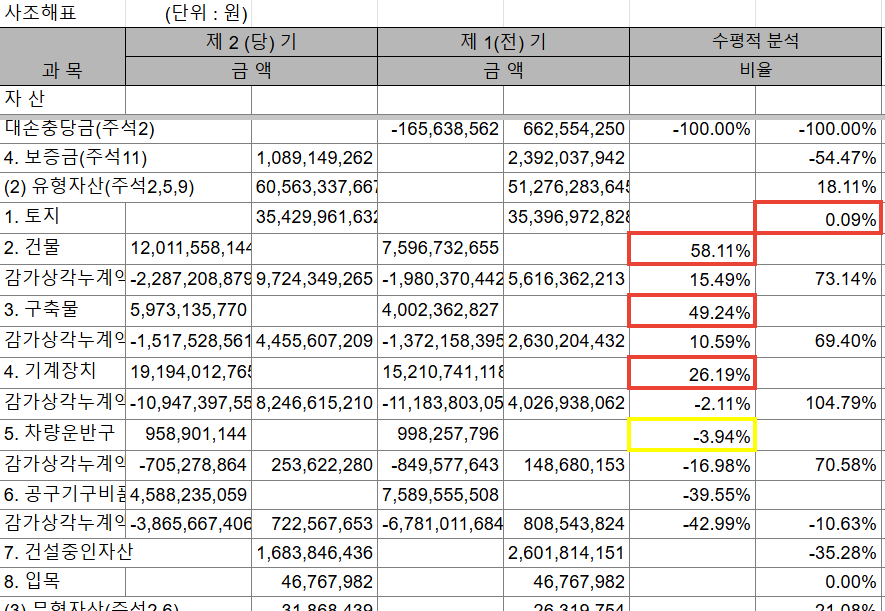 사조해표 (단위 : 원)
제 2 (당) 기 제 1(전) 기 수평적 분석
과 목 금 액 금 액 비율
자 산
대손충당금(주석2) -165,638,562 662,554,250 -100.00% -100.00%
4. 보증금(주석11) 1,089,149,262 2,392,037,942 -54.47%
(2) 유형자산(주석2,5,9) 60,563,337,667 51,276,283,645 18.11%
1. 토지 35,429,961,632 35,396,972,828 0.09%
2. 건물 12,011,558,144 7,596,732,655 58.11%
감가상각누계액 -2,287,208,879 9,724,349,265 -1,980,370,442 5,616,362,213 15.49% 73.14%
3. 구축물 5,973,135,770 4,002,362,827 49.24%
감가상각누계액 -1,517,528,561 4,455,607,209 -1,372,158,395 2,630,204,432 10.59% 69.40%
4. 기계장치 19,194,012,765 15,210,741,118 26.19%
감가상각누계액 -10,947,397,55 8,246,615,210 -11,183,803,05 4,026,938,062 -2.11% 104.79%
5. 차량운반구 958,901,144 998,257,796 -3.94%
감가상각누계액 -705,278,864 253,622,280 -849,577,643 148,680,153 -16.98% 70.58%
6. 공구기구비품 4,588,235,059 7,589,555,508 -39.55%
감가상각누계액 -3,865,667,406 722,567,653 -6,781,011,684 808,543,824 -42.99% -10.63%
7. 건설중인자산 1,683,846,436 2,601,814,151 -35.28%
8. 입목 46,767,982 46,767,982 0.00%
(3) 무형자산(주석2,6) 31,868,439 26,319,754 21.08%